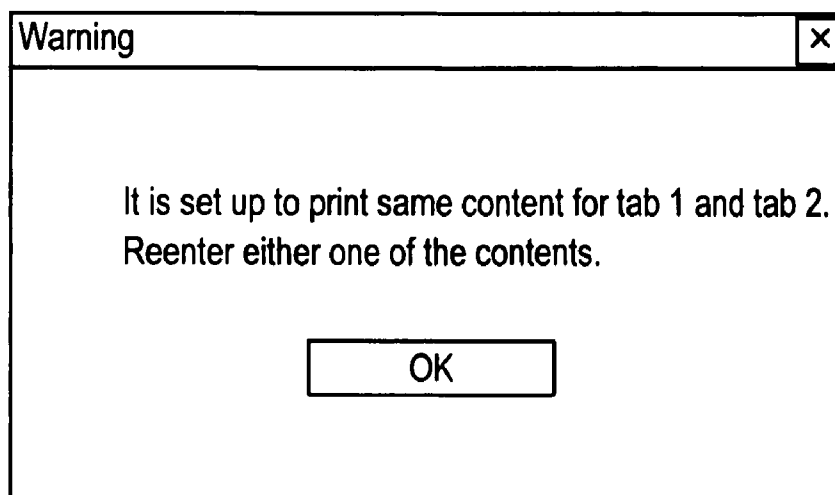 Warning
×
It is set up to print same content for tab 1 and tab 2.
Reenter either one of the contents.
OK